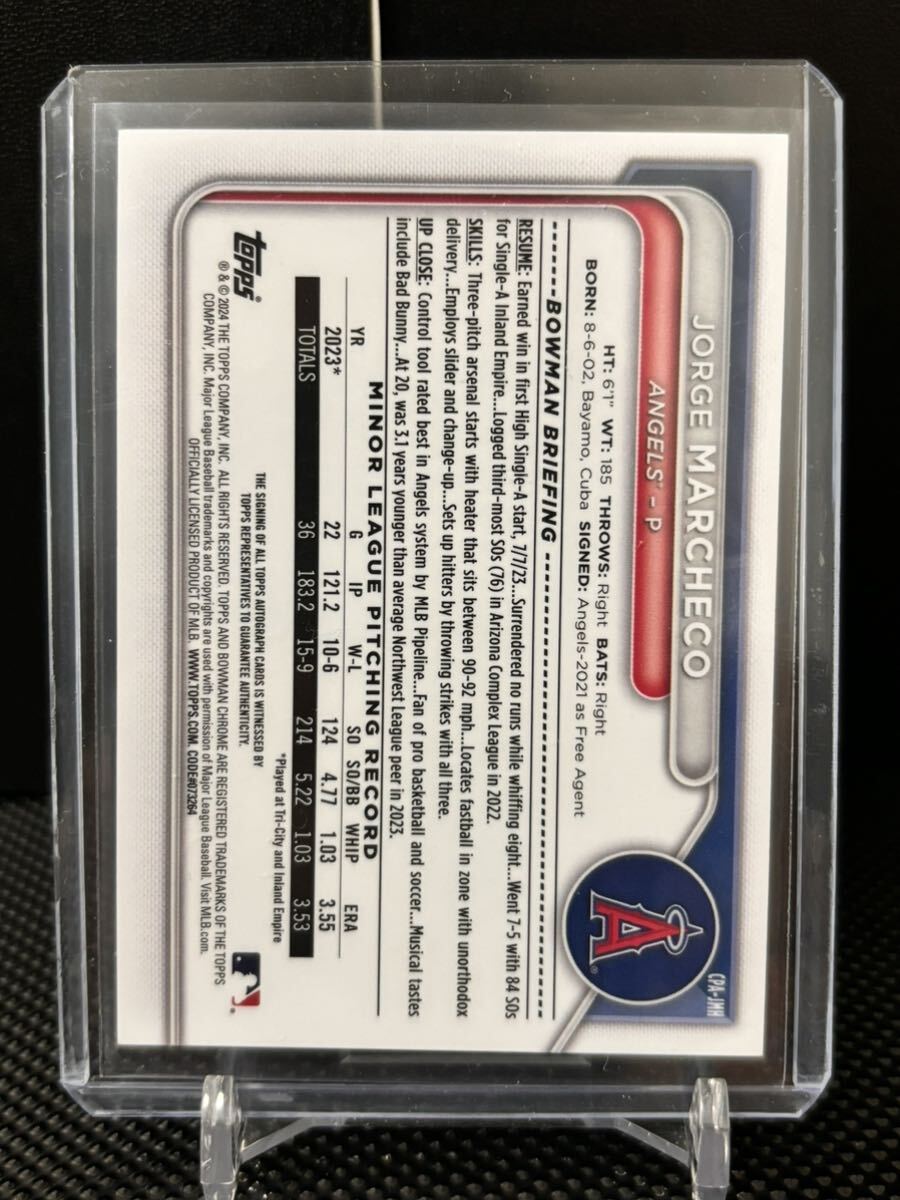 CPA-JMH
JORGE MARCHECO
ANGELS™ - P
A
HT: 6'1" WT: 185 THROWS: Right BATS: Right
BORN: 8-6-02, Bayamo, Cuba SIGNED: Angels-2021 as Free Agent
BOWMAN BRIEFING
RESUME: Earned win in first High Single-A start, 7/7/23...Surrendered no runs while whiffing eight...Went 7-5 with 84 SOs
for Single-A Inland Empire...Logged third-most SOs (76) in Arizona Complex League in 2022.
SKILLS: Three-pitch arsenal starts with heater that sits between 90-92 mph...Locates fastball in zone with unorthodox
delivery...Employs slider and change-up...Sets up hitters by throwing strikes with all three.
UP CLOSE: Control tool rated best in Angels system by MLB Pipeline...Fan of pro basketball and soccer...Musical tastes
include Bad Bunny...At 20, was 3.1 years younger than average Northwest League peer in 2023.
MINOR LEAGUE PITCHING RECORD
YR G IP W-L SO SO/BB WHIP ERA
2023* 22 121.2 10-6 124 4.77 1.03 3.55
TOTALS 36 183.2 15-9 214 5.22 1.03 3.53
*Played at Tri-City and Inland Empire
THE SIGNING OF ALL TOPPS AUTOGRAPH CARDS IS WITNESSED BY
TOPPS REPRESENTATIVES TO GUARANTEE AUTHENTICITY.
topps®
® & © 2024 THE TOPPS COMPANY, INC. ALL RIGHTS RESERVED. TOPPS AND BOWMAN CHROME ARE REGISTERED TRADEMARKS OF THE TOPPS
COMPANY, INC. Major League Baseball trademarks and copyrights are used with permission of Major League Baseball. Visit MLB.com.
OFFICIALLY LICENSED PRODUCT OF MLB. WWW.TOPPS.COM. CODE#073264